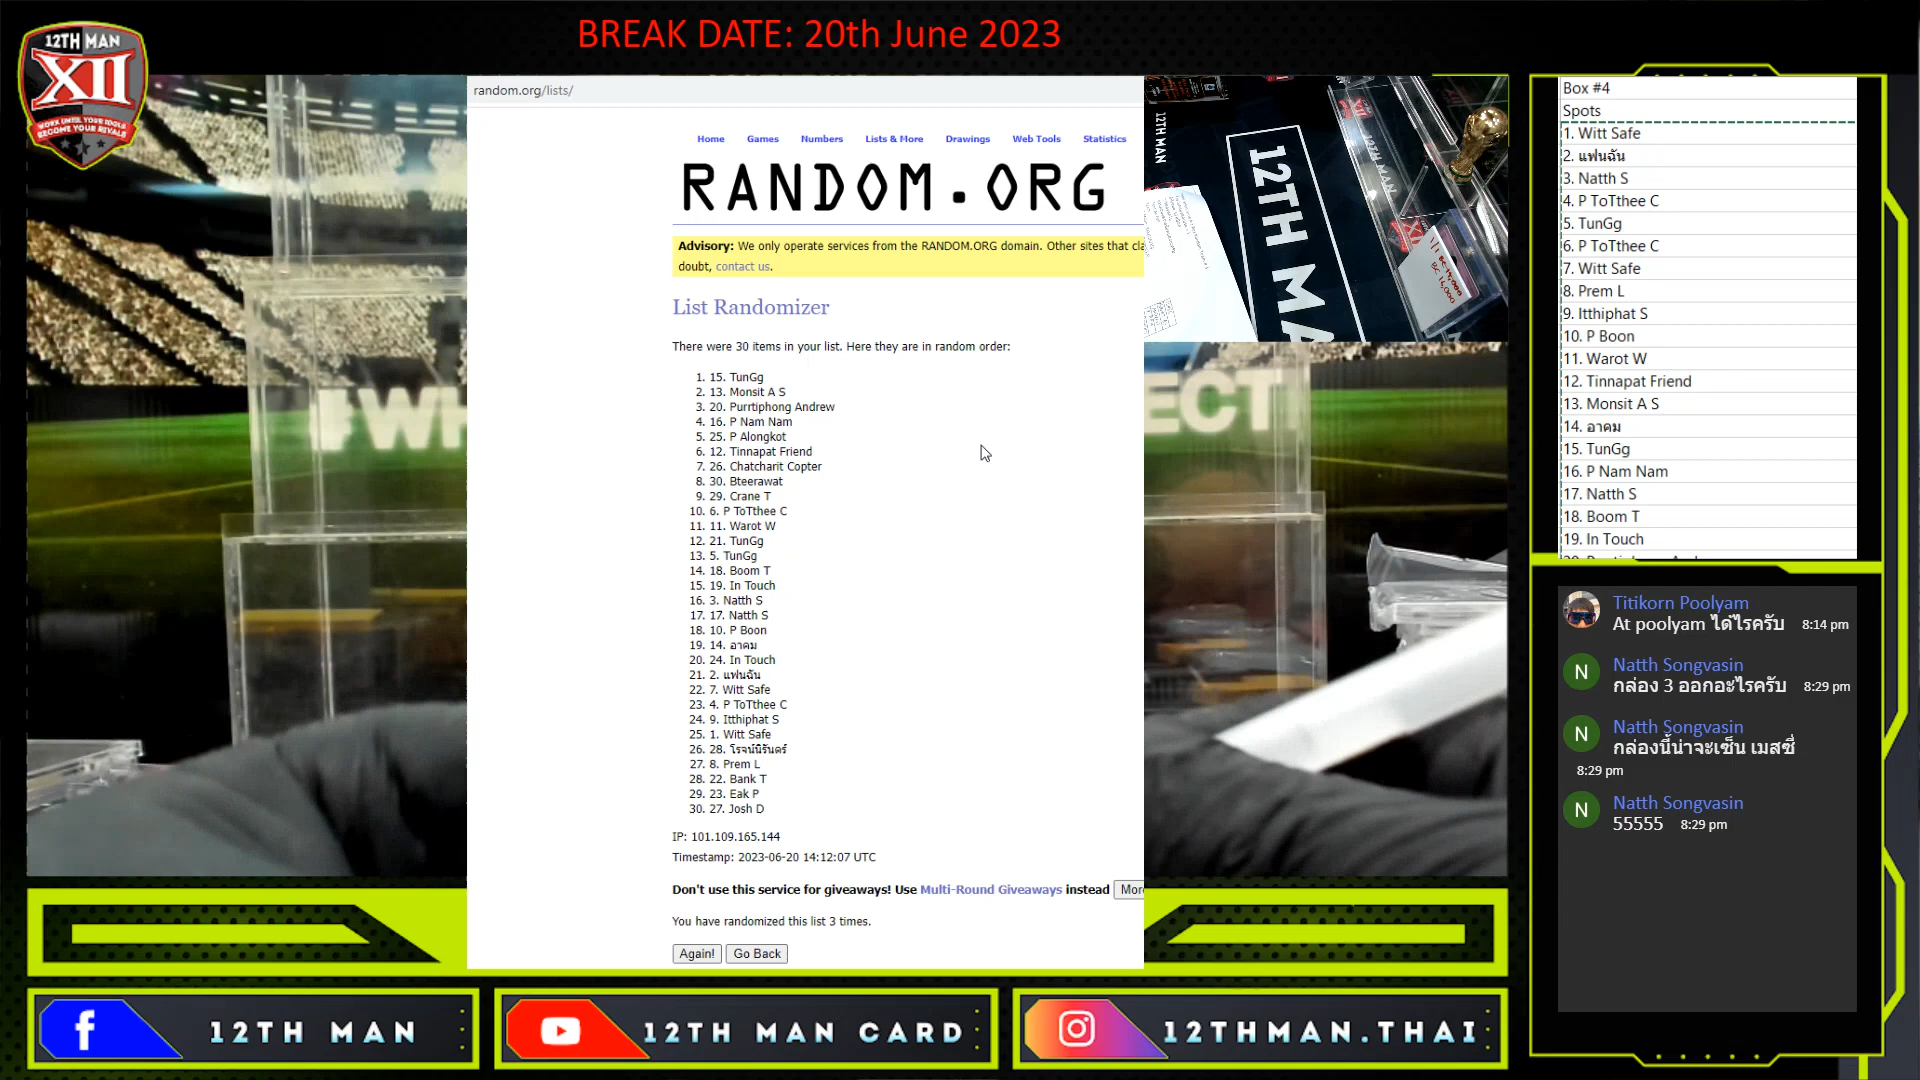 BREAK DATE: 20th June 2023
12TH MAN
XII
WORK UNTIL YOUR IDOLS
BECOME YOUR RIVALS
random.org/lists/
Home Games Numbers Lists & More Drawings Web Tools Statistics
RANDOM.ORG
Advisory: We only operate services from the RANDOM.ORG domain. Other sites that
doubt, contact us.
List Randomizer
There were 30 items in your list. Here they are in random order:
1. 15. TunGg
2. 13. Monsit A S
3. 20. Purrtiphong Andrew
4. 16. P Nam Nam
5. 25. P Alongkot
6. 12. Tinnapat Friend
7. 26. Chatcharit Copter
8. 30. Bteerawat
9. 29. Crane T
10. 6. P ToTthee C
11. 11. Warot W
12. 21. TunGg
13. 5. TunGg
14. 18. Boom T
15. 19. In Touch
16. 3. Natth S
17. 17. Natth S
18. 10. P Boon
19. 14. อาคม
20. 24. In Touch
21. 2. แฟนฉัน
22. 7. Witt Safe
23. 4. P ToTthee C
24. 9. Itthiphat S
25. 1. Witt Safe
26. 28. โรจน์นิรันดร์
27. 8. Prem L
28. 22. Bank T
29. 23. Eak P
30. 27. Josh D
IP: 101.109.165.144
Timestamp: 2023-06-20 14:12:07 UTC
Don't use this service for giveaways! Use Multi-Round Giveaways instead
You have randomized this list 3 times.
Again! Go Back
12TH MAN
12TH MAN
12TH MA
14,000
ECT
#WH
Box #4
Spots
1. Witt Safe
2. แฟนฉัน
3. Natth S
4. P ToTthee C
5. TunGg
6. P ToTthee C
7. Witt Safe
8. Prem L
9. Itthiphat S
10. P Boon
11. Warot W
12. Tinnapat Friend
13. Monsit A S
14. อาคม
15. TunGg
16. P Nam Nam
17. Natth S
18. Boom T
19. In Touch
Titikorn Poolyam
At poolyam ได้ไรครับ 8:14 pm
N Natth Songvasin
กล่อง 3 ออกอะไรครับ 8:29 pm
N Natth Songvasin
กล่องนี้น่าจะเซ็น เมสซี่
8:29 pm
N Natth Songvasin
55555 8:29 pm
12TH MAN
12TH MAN CARD
12THMAN.THAI